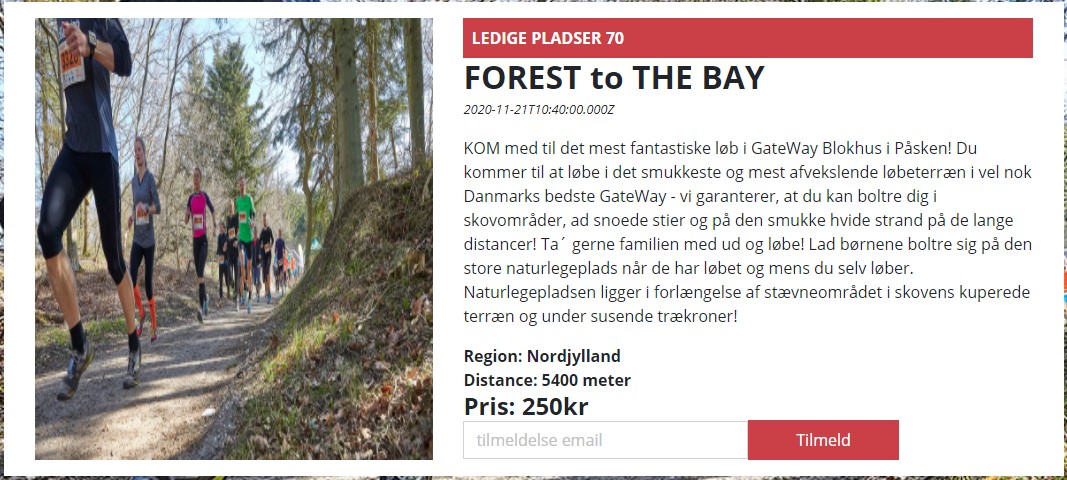 LEDIGE PLADSER 70
FOREST to THE BAY
2020-11-21T10:40:00.000Z
KOM med til det mest fantastiske løb i GateWay Blokhus i Påsken! Du
kommer til at løbe i det smukkeste og mest afvekslende løbeterræn i vel nok
Danmarks bedste GateWay - vi garanterer, at du kan boltre dig i
skovområder, ad snoede stier og på den smukke hvide strand på de lange
distancer! Ta´ gerne familien med ud og løbe! Lad børnene boltre sig på den
store naturlegeplads når de har løbet og mens du selv løber.
Naturlegepladsen ligger i forlængelse af stævneområdet i skovens kuperede
terræn og under susende trækroner!
Region: Nordjylland
Distance: 5400 meter
Pris: 250kr
tilmeldelse email
Tilmeld